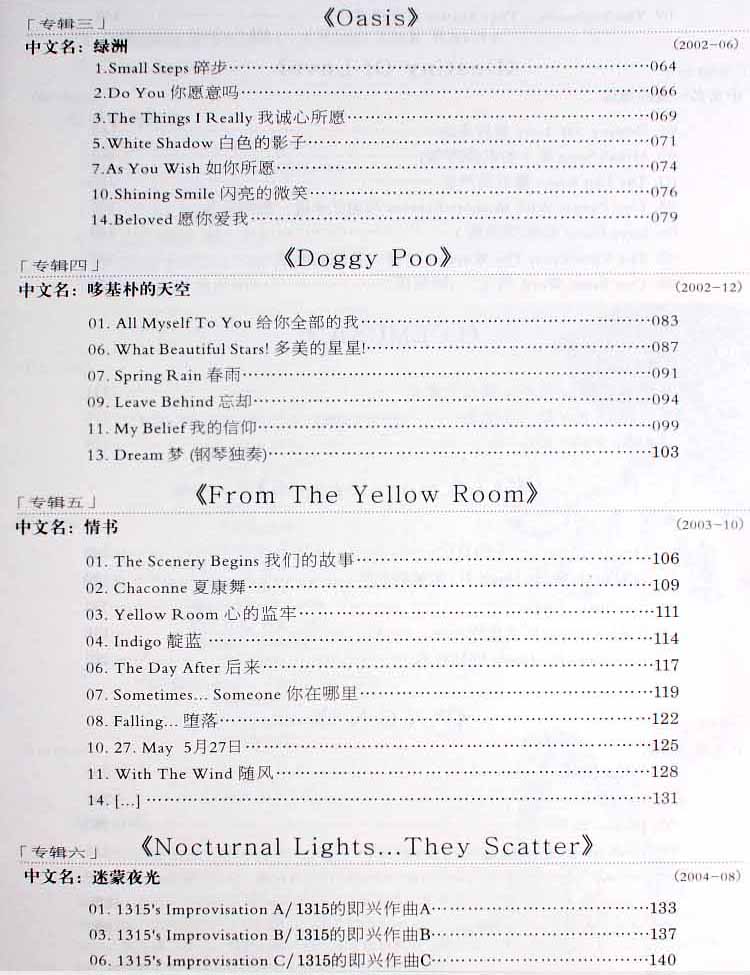 「专辑三」 《Oasis》
中文名：绿洲 (2002-06)
1.Small Steps 碎步……064
2.Do You 你愿意吗……066
3.The Things I Really 我诚心所愿……069
5.White Shadow 白色的影子……071
7.As You Wish 如你所愿……074
10.Shining Smile 闪亮的微笑……076
14.Beloved 愿你爱我……079
「专辑四」 《Doggy Poo》
中文名：哆基朴的天空 (2002-12)
01. All Myself To You 给你全部的我……083
06. What Beautiful Stars! 多美的星星!……087
07. Spring Rain 春雨……091
09. Leave Behind 忘却……094
11. My Belief 我的信仰……099
13. Dream 梦 (钢琴独奏)……103
「专辑五」 《From The Yellow Room》
中文名：情书 (2003-10)
01. The Scenery Begins 我们的故事……106
02. Chaconne 夏康舞……109
03. Yellow Room 心的监牢……111
04. Indigo 靛蓝……114
06. The Day After 后来……117
07. Sometimes... Someone 你在哪里……119
08. Falling... 堕落……122
10. 27. May 5月27日……125
11. With The Wind 随风……128
14. [...]……131
「专辑六」 《Nocturnal Lights...They Scatter》
中文名：迷蒙夜光 (2004-08)
01. 1315's Improvisation A/1315的即兴作曲A……133
03. 1315's Improvisation B/1315的即兴作曲B……137
06. 1315's Improvisation C/1315的即兴作曲C……140